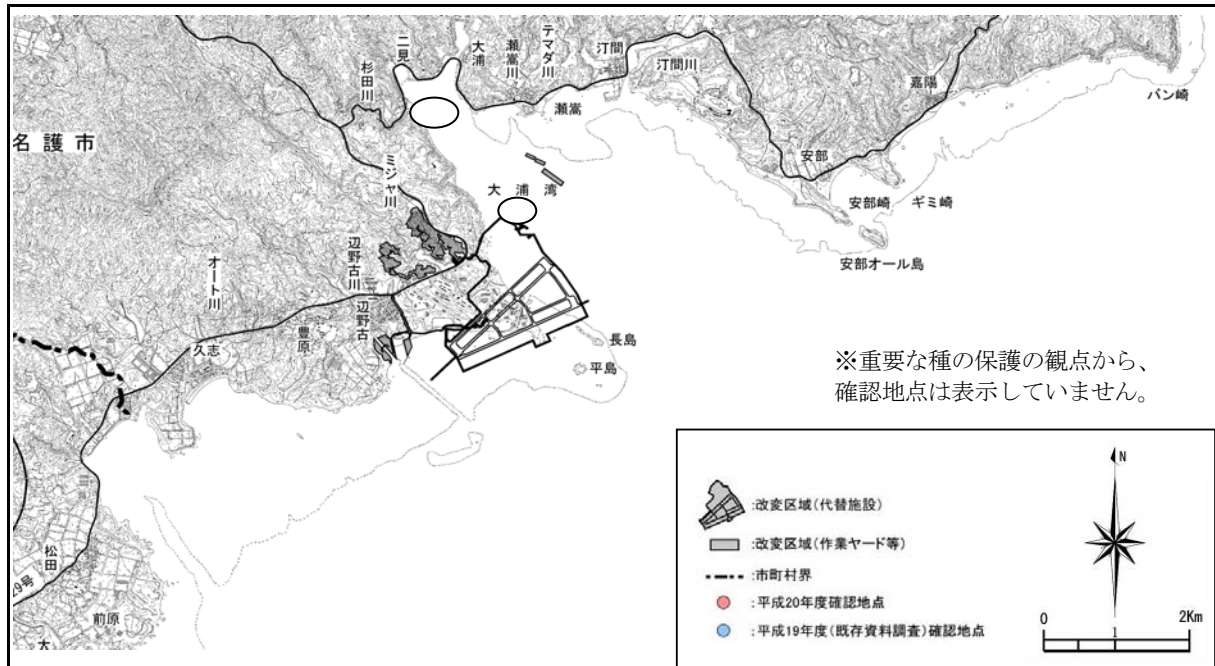 二見
大浦
瀬嵩川
テマダ川
汀間
杉田川
汀間川
嘉陽
バン崎
瀬嵩
名護市
安部
ミジャ川
大浦湾
安部崎
ギミ崎
安部オール島
辺野古川
オート川
辺野古
豊原
久志
長島
平島
※重要な種の保護の観点から、
確認地点は表示していません。
松田
29号
前原
大
N
:改変区域(代替施設)
:改変区域(作業ヤード等)
:市町村界
:平成20年度確認地点
:平成19年度(既存資料調査)確認地点
0
1
2Km